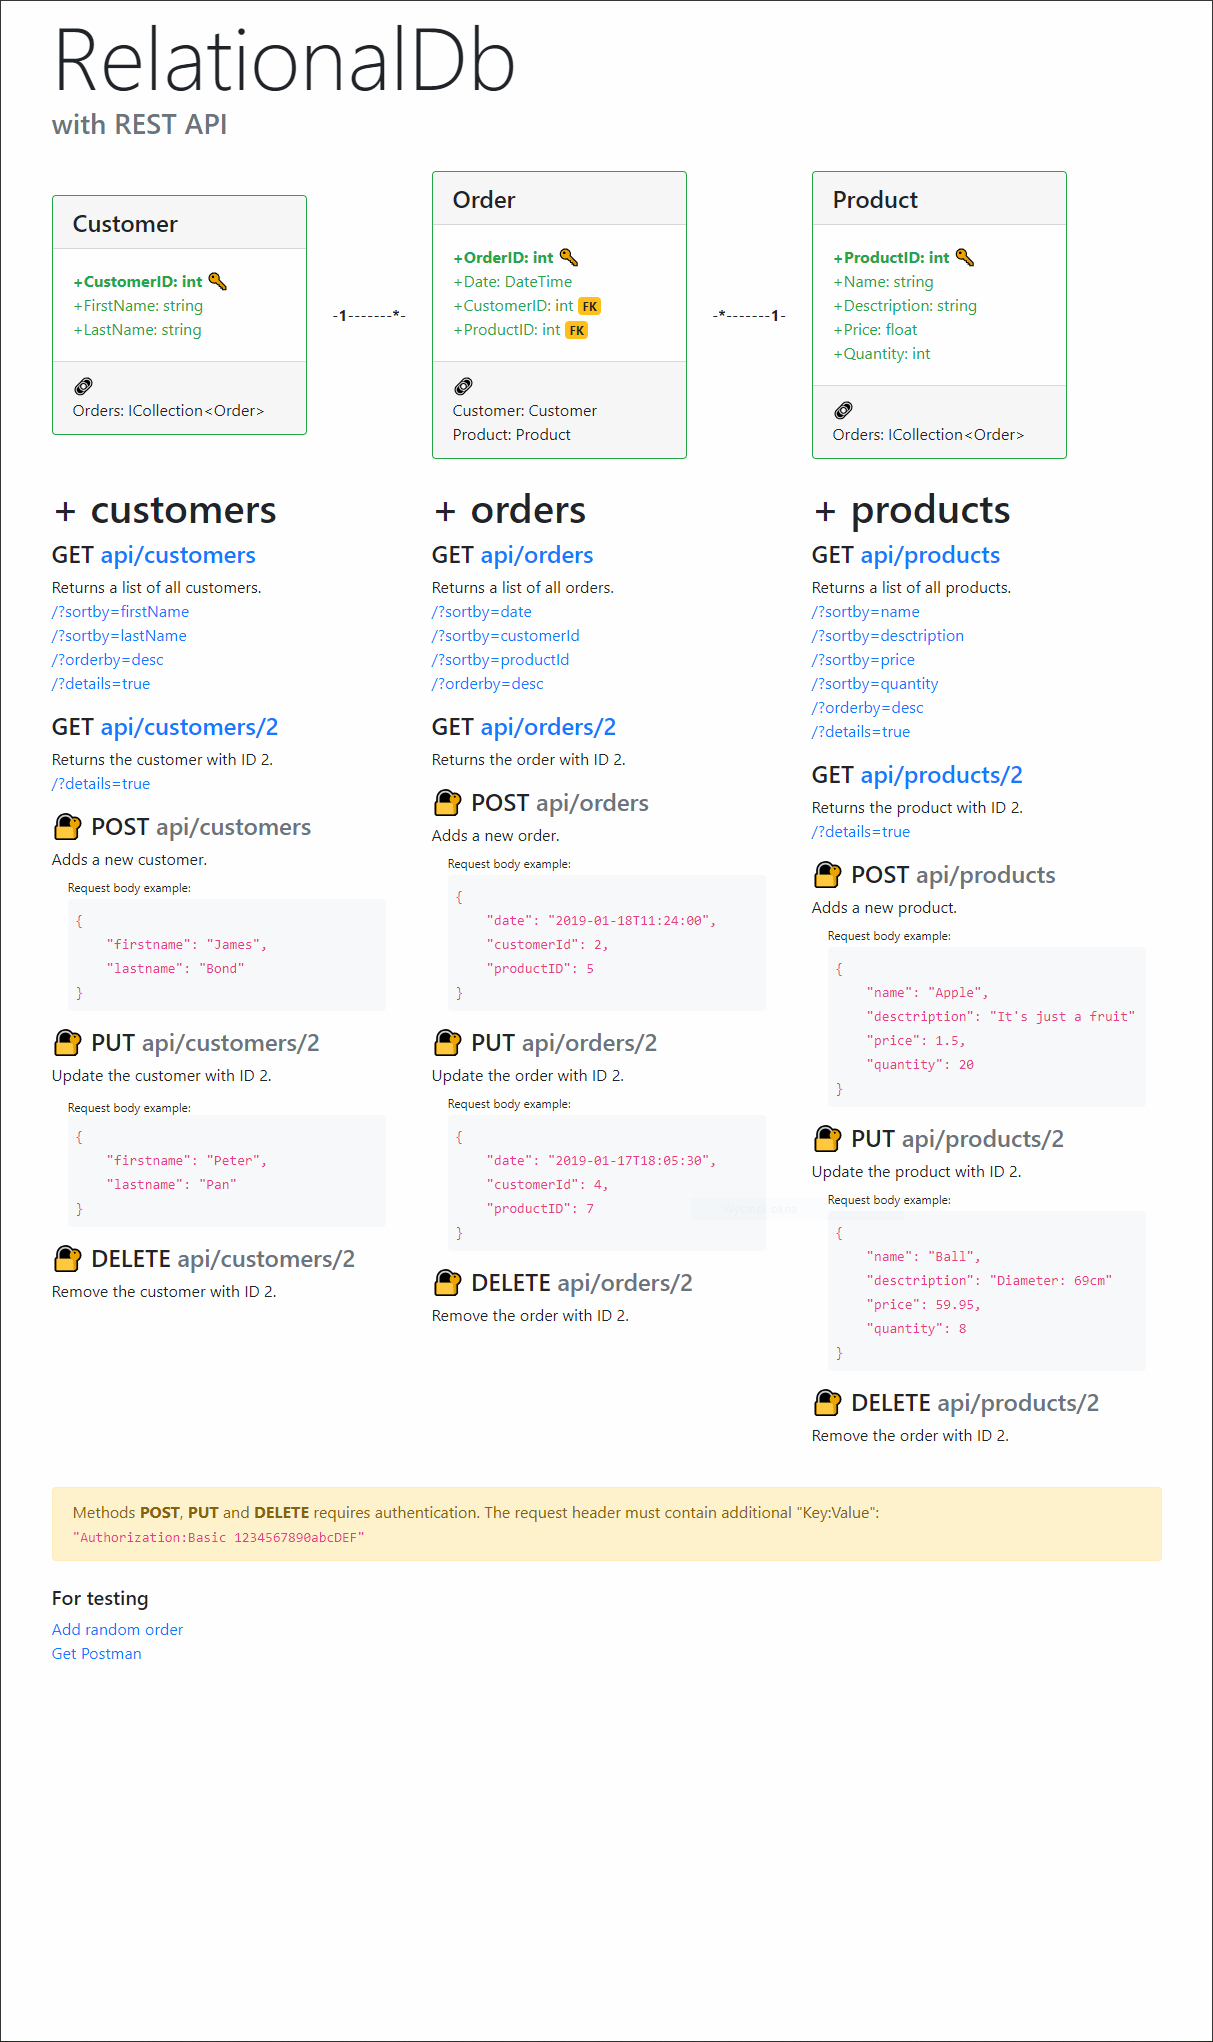 RelationalDb
with REST API
Customer
+CustomerID: int
+FirstName: string
+LastName: string
Orders: ICollection<Order>
-1-------*-
Order
+OrderID: int
+Date: DateTime
+CustomerID: int FK
+ProductID: int FK
Customer: Customer
Product: Product
-*-------1-
Product
+ProductID: int
+Name: string
+Desctription: string
+Price: float
+Quantity: int
Orders: ICollection<Order>
+ customers
GET api/customers
Returns a list of all customers.
/?sortby=firstName
/?sortby=lastName
/?orderby=desc
/?details=true
GET api/customers/2
Returns the customer with ID 2.
/?details=true
POST api/customers
Adds a new customer.
Request body example:
{
"firstname": "James",
"lastname": "Bond"
}
PUT api/customers/2
Update the customer with ID 2.
Request body example:
{
"firstname": "Peter",
"lastname": "Pan"
}
DELETE api/customers/2
Remove the customer with ID 2.
+ orders
GET api/orders
Returns a list of all orders.
/?sortby=date
/?sortby=customerId
/?sortby=productId
/?orderby=desc
GET api/orders/2
Returns the order with ID 2.
POST api/orders
Adds a new order.
Request body example:
{
"date": "2019-01-18T11:24:00",
"customerId": 2,
"productID": 5
}
PUT api/orders/2
Update the order with ID 2.
Request body example:
{
"date": "2019-01-17T18:05:30",
"customerId": 4,
"productID": 7
}
DELETE api/orders/2
Remove the order with ID 2.
+ products
GET api/products
Returns a list of all products.
/?sortby=name
/?sortby=desctription
/?sortby=price
/?sortby=quantity
/?orderby=desc
/?details=true
GET api/products/2
Returns the product with ID 2.
/?details=true
POST api/products
Adds a new product.
Request body example:
{
"name": "Apple",
"desctription": "It's just a fruit"
"price": 1.5,
"quantity": 20
}
PUT api/products/2
Update the product with ID 2.
Request body example:
{
"name": "Ball",
"desctription": "Diameter: 69cm"
"price": 59.95,
"quantity": 8
}
DELETE api/products/2
Remove the order with ID 2.
Methods POST, PUT and DELETE requires authentication. The request header must contain additional "Key:Value":
"Authorization:Basic 1234567890abcDEF"
For testing
Add random order
Get Postman